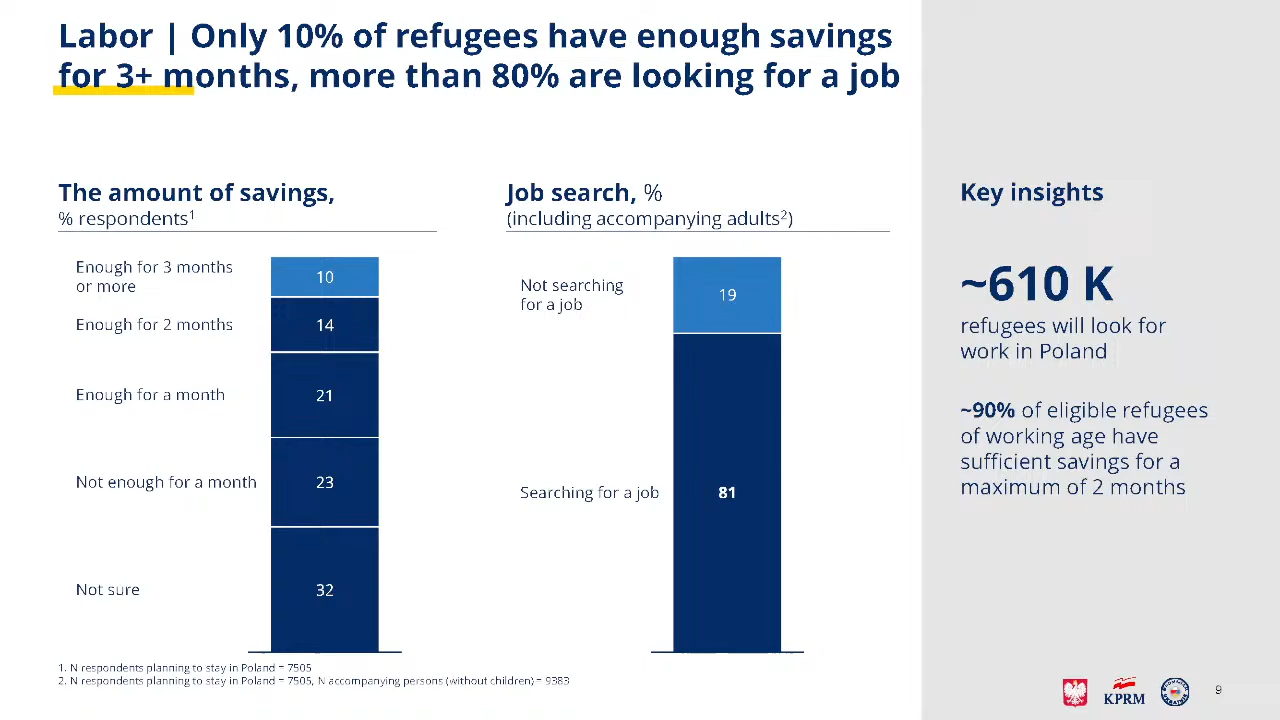 Labor | Only 10% of refugees have enough savings
for 3+ months, more than 80% are looking for a job
The amount of savings,
% respondents1
Enough for 3 months
or more
10
Enough for 2 months
14
Enough for a month
21
Not enough for a month
23
Not sure
32
Job search, %
(including accompanying adults2)
Not searching
for a job
19
Searching for a job
81
Key insights
~610 K
refugees will look for
work in Poland
~90% of eligible refugees
of working age have
sufficient savings for a
maximum of 2 months
1. N respondents planning to stay in Poland = 7505
2. N respondents planning to stay in Poland = 7505, N accompanying persons (without children) = 9383
KPRM
9